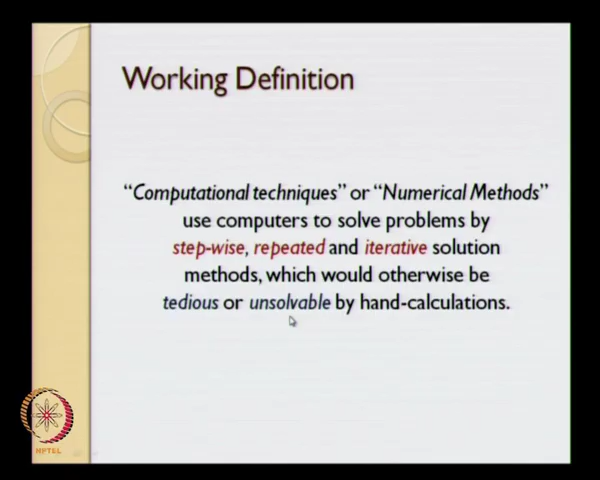 Working Definition
"Computational techniques" or "Numerical Methods"
use computers to solve problems by
step-wise, repeated and iterative solution
methods, which would otherwise be
tedious or unsolvable by hand-calculations.
NPTEL